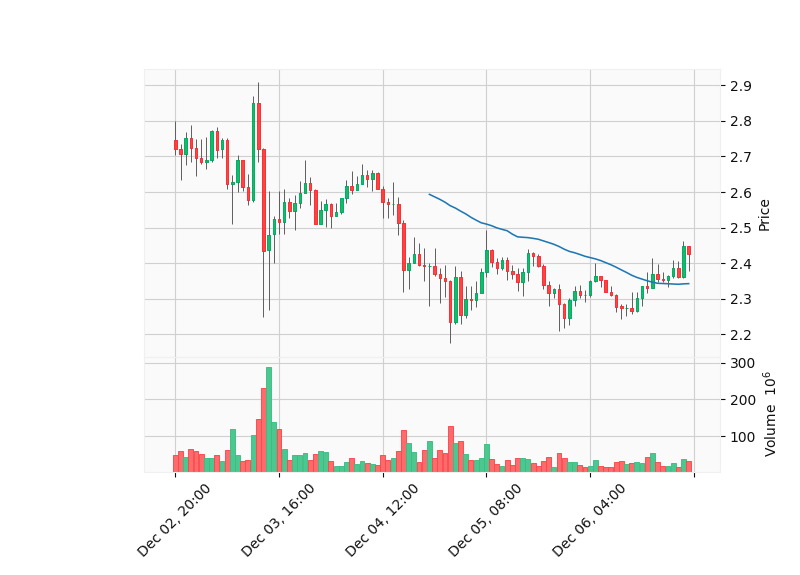 2.9
2.8
2.7
2.6
2.5
2.4
2.3
2.2
Price
300
200
100
Volume 10^6
Dec 02, 20:00
Dec 03, 16:00
Dec 04, 12:00
Dec 05, 08:00
Dec 06, 04:00